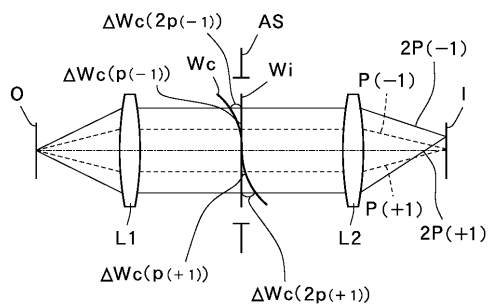 AS
ΔWc(2p(-1))
Wc
Wi
2P(-1)
ΔWc(p(-1))
P(-1)
O
I
P(+1)
L1
L2
2P(+1)
ΔWc(p(+1))
ΔWc(2p(+1))